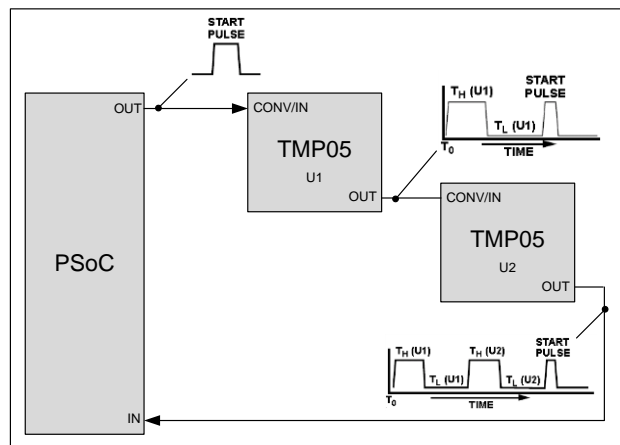 START
PULSE
OUT
CONV/IN
TMP05
U1
OUT
T_H (U1)
START
PULSE
T_L (U1)
T_0
TIME
CONV/IN
TMP05
U2
OUT
PSoC
T_H (U1)
T_H (U2)
START
PULSE
T_L (U1)
T_L (U2)
T_0
TIME
IN